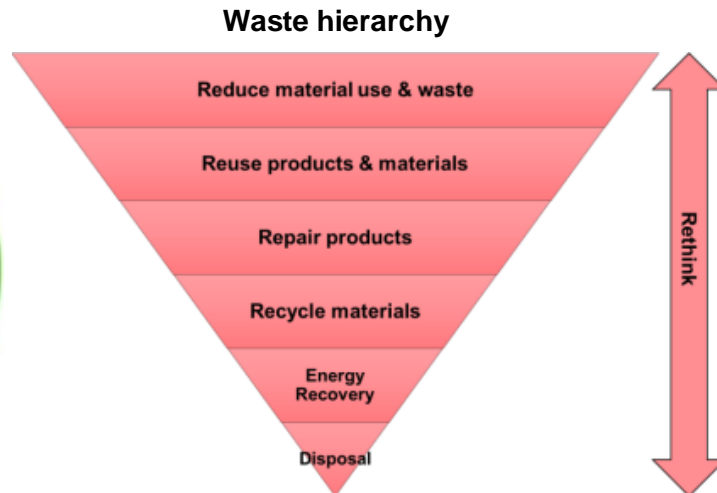 Waste hierarchy
Reduce material use & waste
Reuse products & materials
Repair products
Recycle materials
Energy
Recovery
Disposal
Rethink